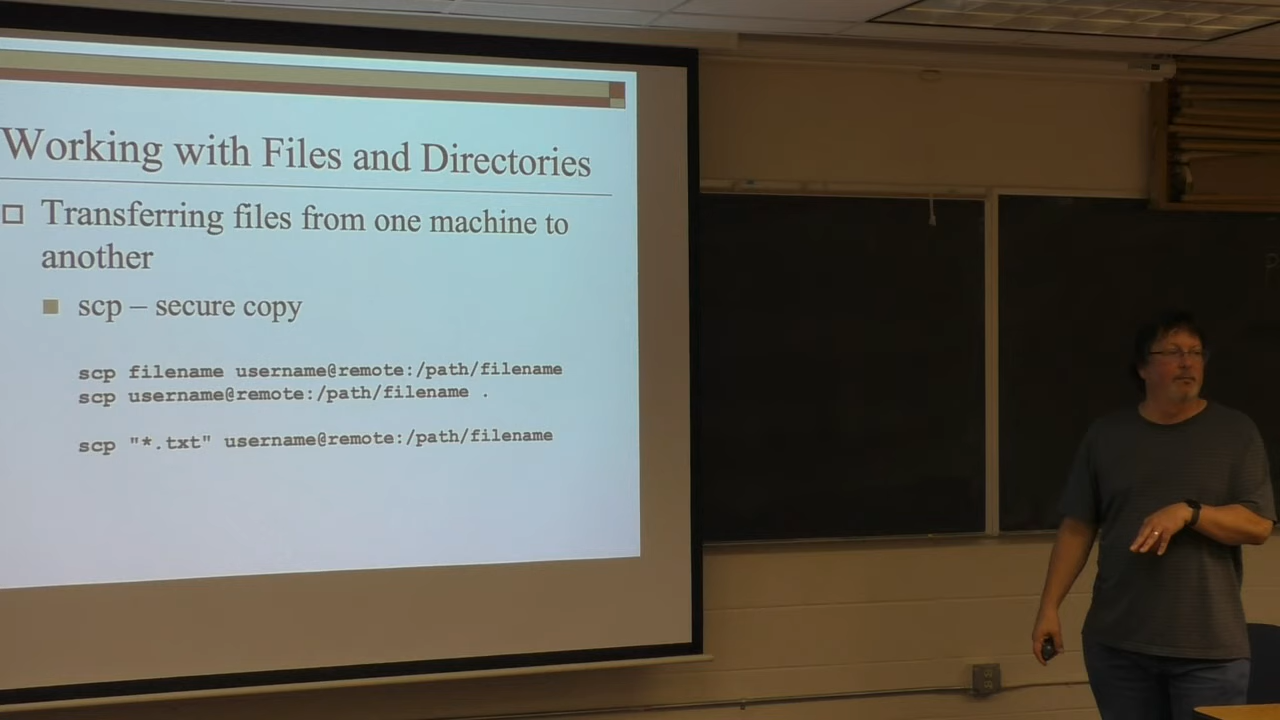 Working with Files and Directories
Transferring files from one machine to
another
scp – secure copy
scp filename username@remote:/path/filename
scp username@remote:/path/filename .
scp "*.txt" username@remote:/path/filename